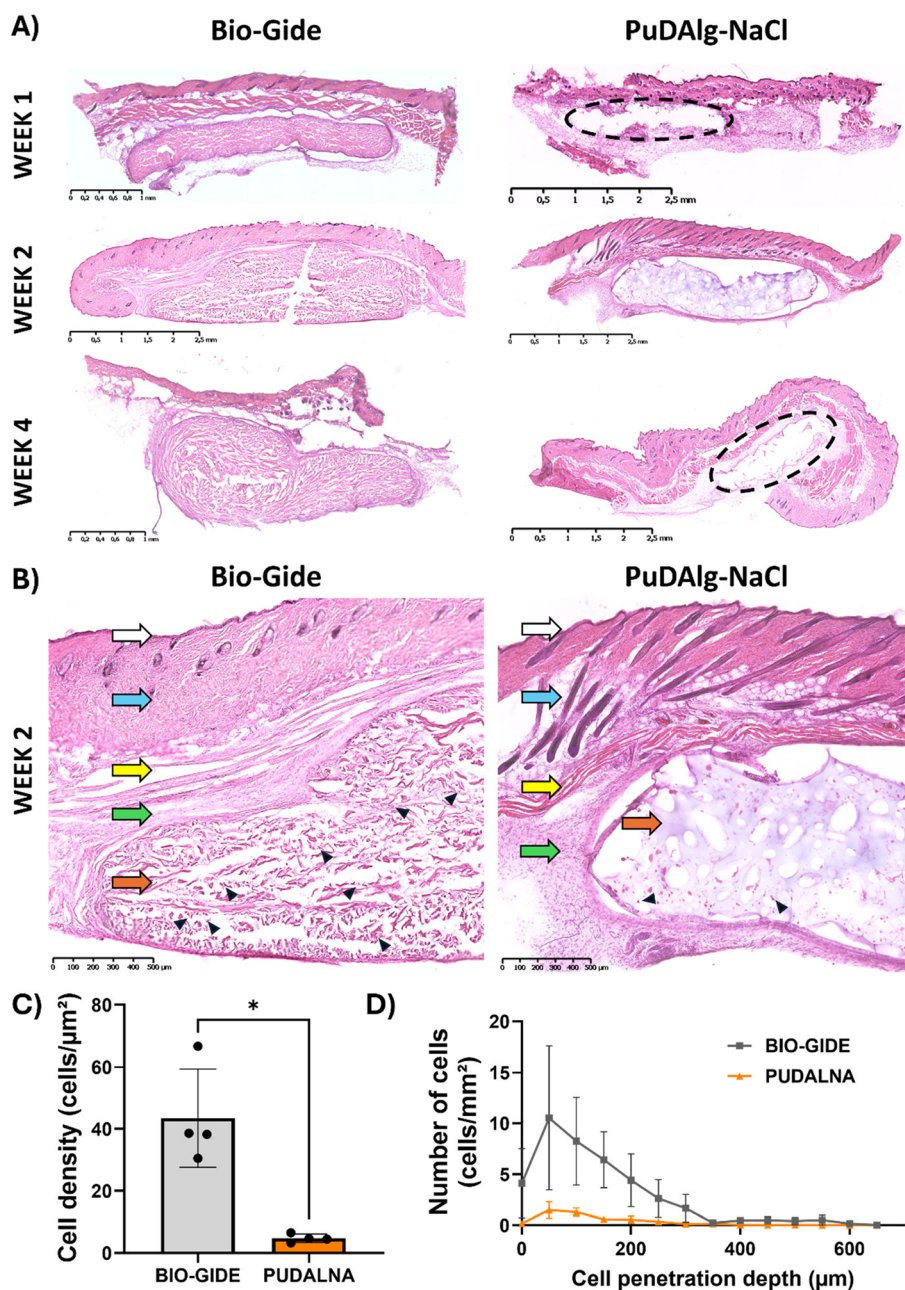 A)
Bio-Gide
PuDAlg-NaCl
WEEK 1
0 0,2 0,4 0,6 0,8 1 mm
0 0,5 1 1,5 2 2,5 mm
WEEK 2
0 0,5 1 1,5 2 2,5 mm
0 0,5 1 1,5 2 2,5 mm
WEEK 4
0 0,2 0,4 0,6 0,8 1 mm
0 0,5 1 1,5 2 2,5 mm
B)
Bio-Gide
PuDAlg-NaCl
WEEK 2
0 100 200 300 400 500 µm
0 100 200 300 400 500 µm
C)
Cell density (cells/µm²)
80
60
40
20
0
*
BIO-GIDE
PUDALNA
D)
Number of cells
(cells/mm²)
20
15
10
5
0
BIO-GIDE
PUDALNA
0 200 400 600
Cell penetration depth (µm)